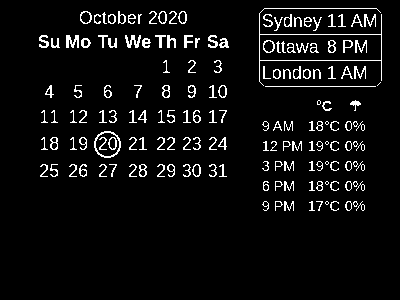 October 2020
Su Mo Tu We Th Fr Sa
1 2 3
4 5 6 7 8 9 10
11 12 13 14 15 16 17
18 19 20 21 22 23 24
25 26 27 28 29 30 31
Sydney 11 AM
Ottawa 8 PM
London 1 AM
°C ☂
9 AM 18°C 0%
12 PM 19°C 0%
3 PM 19°C 0%
6 PM 18°C 0%
9 PM 17°C 0%